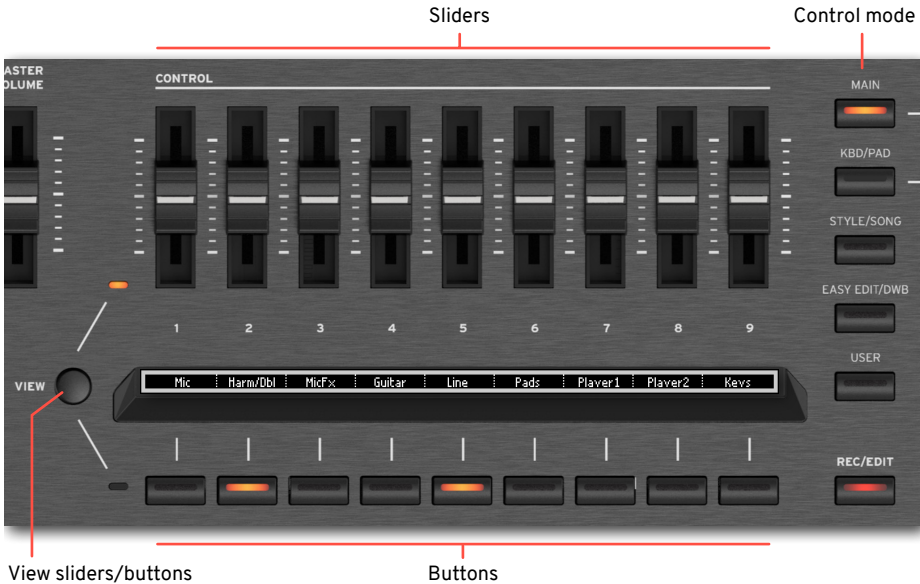 Sliders
Control mode
ASTER
OLUME
CONTROL
MAIN
KBD/PAD
STYLE/SONG
EASY EDIT/DWB
USER
1 2 3 4 5 6 7 8 9
VIEW
Mic Harm/Dbl MicFx Guitar Line Pads Player1 Player2 Keys
REC/EDIT
View sliders/buttons
Buttons